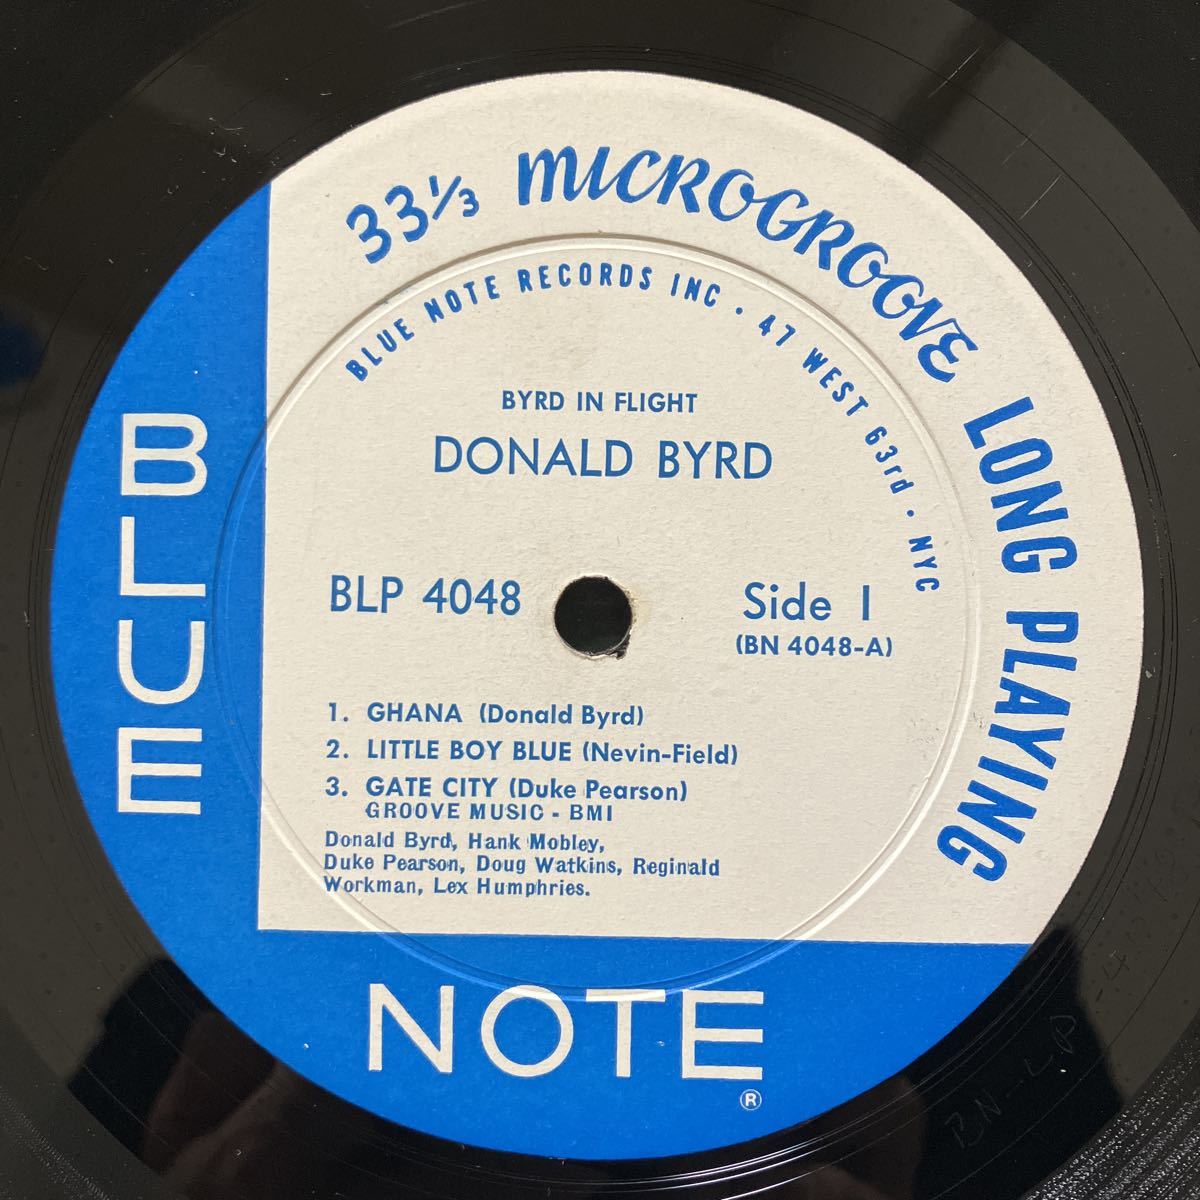 33⅓ MICROGROOVE LONG PLAYING
BLUE NOTE RECORDS INC · 47 WEST 63rd · NYC
BYRD IN FLIGHT
DONALD BYRD
BLP 4048
Side 1
(BN 4048-A)
1. GHANA (Donald Byrd)
2. LITTLE BOY BLUE (Nevin-Field)
3. GATE CITY (Duke Pearson)
GROOVE MUSIC - BMI
Donald Byrd, Hank Mobley,
Duke Pearson, Doug Watkins, Reginald
Workman, Lex Humphries.
BLUE
NOTE
®
BN-LP